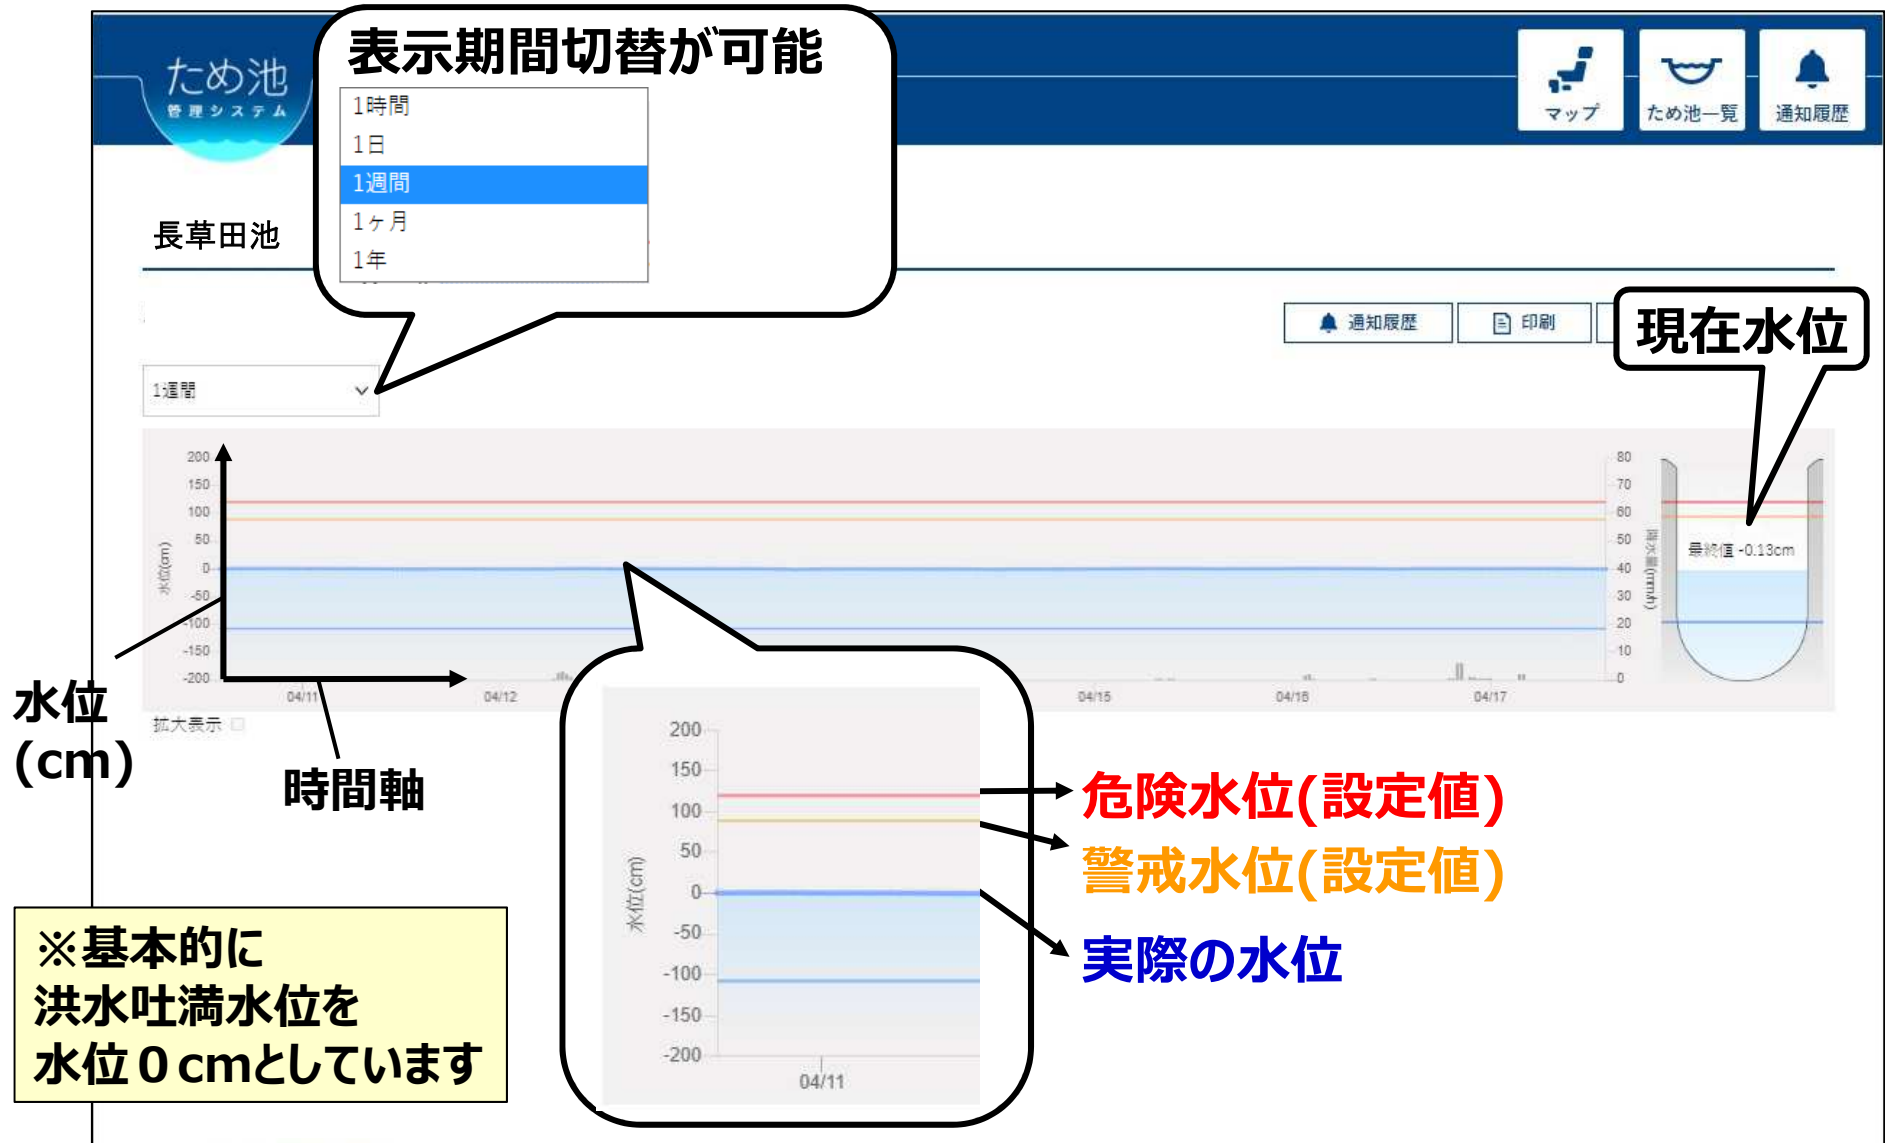 表示期間切替が可能
ため池
管理システム
1時間
1日
1週間
1ヶ月
1年
マップ
ため池一覧
通知履歴
長草田池
通知履歴
印刷
現在水位
1週間
水位(cm)
200
150
100
50
0
-50
-100
-150
-200
04/11
04/12
04/15
04/16
04/17
80
70
60
50
40
30
20
10
0
降水量(mm/h)
最終値 -0.13cm
拡大表示
水位
(cm)
時間軸
水位(cm)
200
150
100
50
0
-50
-100
-150
-200
04/11
危険水位(設定値)
警戒水位(設定値)
実際の水位
※基本的に
洪水吐満水位を
水位０cmとしています